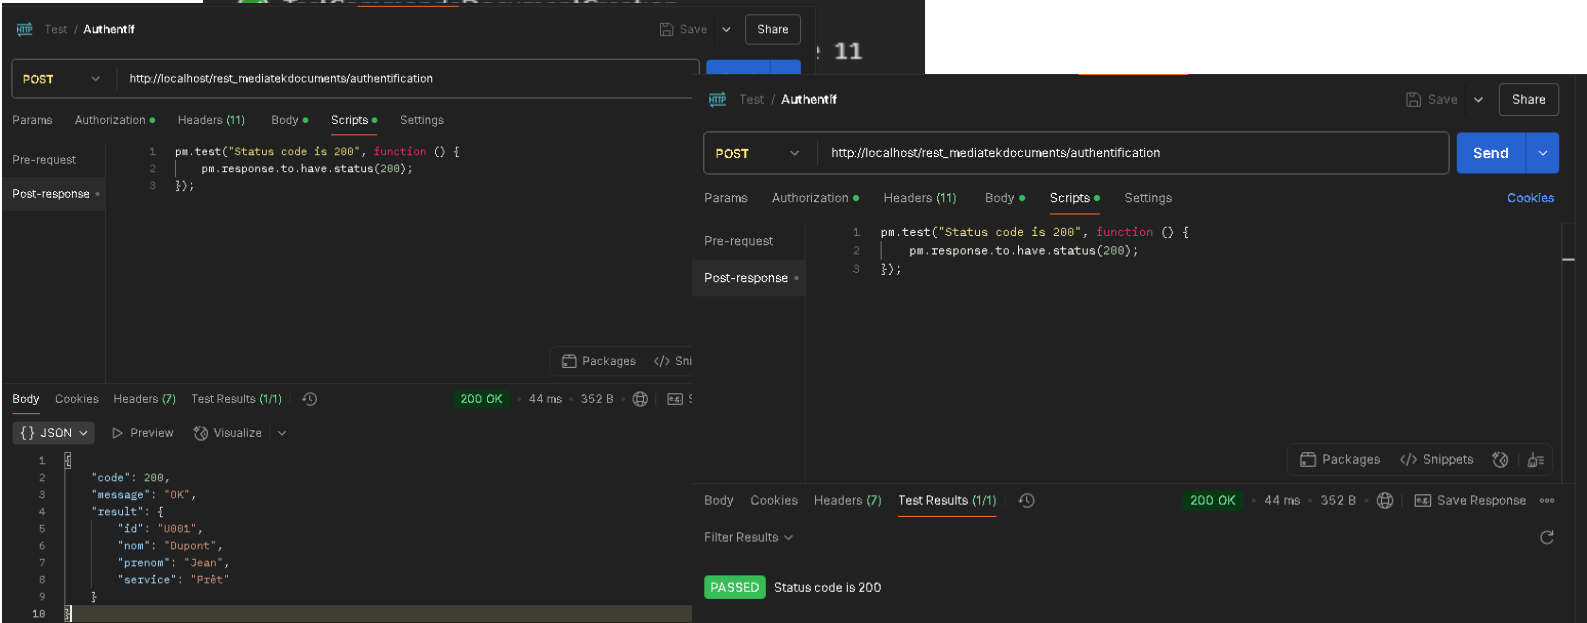 TestCommandeDocumentCreation
11
HTTP Test / Authentif Save Share
POST http://localhost/rest_mediatekdocuments/authentification
Params Authorization Headers (11) Body Scripts Settings
Pre-request
Post-response
1 pm.test("Status code is 200", function () {
2 pm.response.to.have.status(200);
3 });
Packages </> Sni
Body Cookies Headers (7) Test Results (1/1) 200 OK 44 ms 352 B e.g. S
{} JSON Preview Visualize
1 {
2 "code": 200,
3 "message": "OK",
4 "result": {
5 "id": "U001",
6 "nom": "Dupont",
7 "prenom": "Jean",
8 "service": "Prêt"
9 }
10 }
HTTP Test / Authentif Save Share
POST http://localhost/rest_mediatekdocuments/authentification Send
Params Authorization Headers (11) Body Scripts Settings Cookies
Pre-request
Post-response
1 pm.test("Status code is 200", function () {
2 pm.response.to.have.status(200);
3 });
Packages </> Snippets
Body Cookies Headers (7) Test Results (1/1) 200 OK 44 ms 352 B e.g. Save Response
Filter Results
PASSED Status code is 200